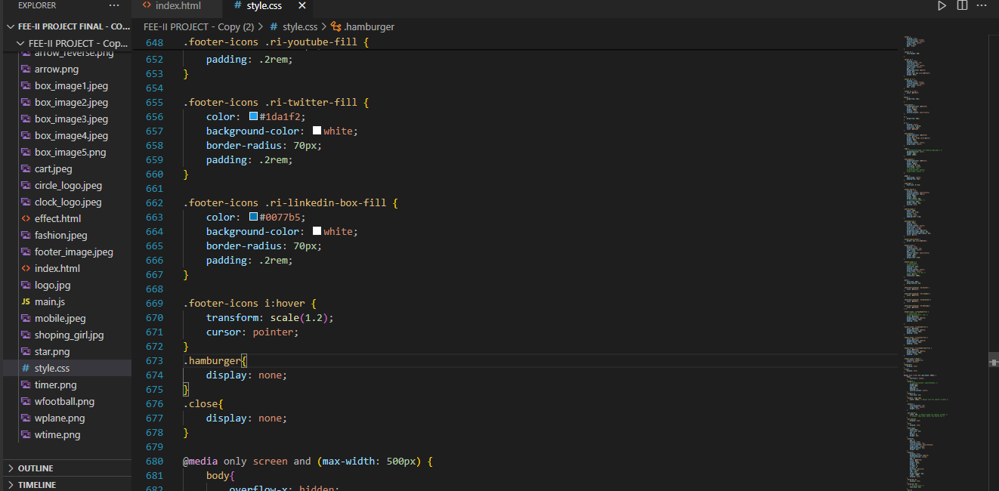 EXPLORER
···
FEE-II PROJECT FINAL - CO...
FEE-II PROJECT - Cop...
arrow_reverse.png
arrow.png
box_image1.jpeg
box_image2.jpeg
box_image3.jpeg
box_image4.jpeg
box_image5.png
cart.jpeg
circle_logo.jpeg
clock_logo.jpeg
<> effect.html
fashion.jpeg
footer_image.jpeg
<> index.html
logo.jpg
JS main.js
mobile.jpeg
shoping_girl.jpg
star.png
# style.css
timer.png
wfootball.png
wplane.png
wtime.png
OUTLINE
TIMELINE
<> index.html
# style.css
FEE-II PROJECT - Copy (2) > # style.css > .hamburger
648 .footer-icons .ri-youtube-fill {
652 padding: .2rem;
653 }
654
655 .footer-icons .ri-twitter-fill {
656 color: #1da1f2;
657 background-color: white;
658 border-radius: 70px;
659 padding: .2rem;
660 }
661
662 .footer-icons .ri-linkedin-box-fill {
663 color: #0077b5;
664 background-color: white;
665 border-radius: 70px;
666 padding: .2rem;
667 }
668
669 .footer-icons i:hover {
670 transform: scale(1.2);
671 cursor: pointer;
672 }
673 .hamburger{
674 display: none;
675 }
676 .close{
677 display: none;
678 }
679
680 @media only screen and (max-width: 500px) {
681 body{
682 overflow-x: hidden;